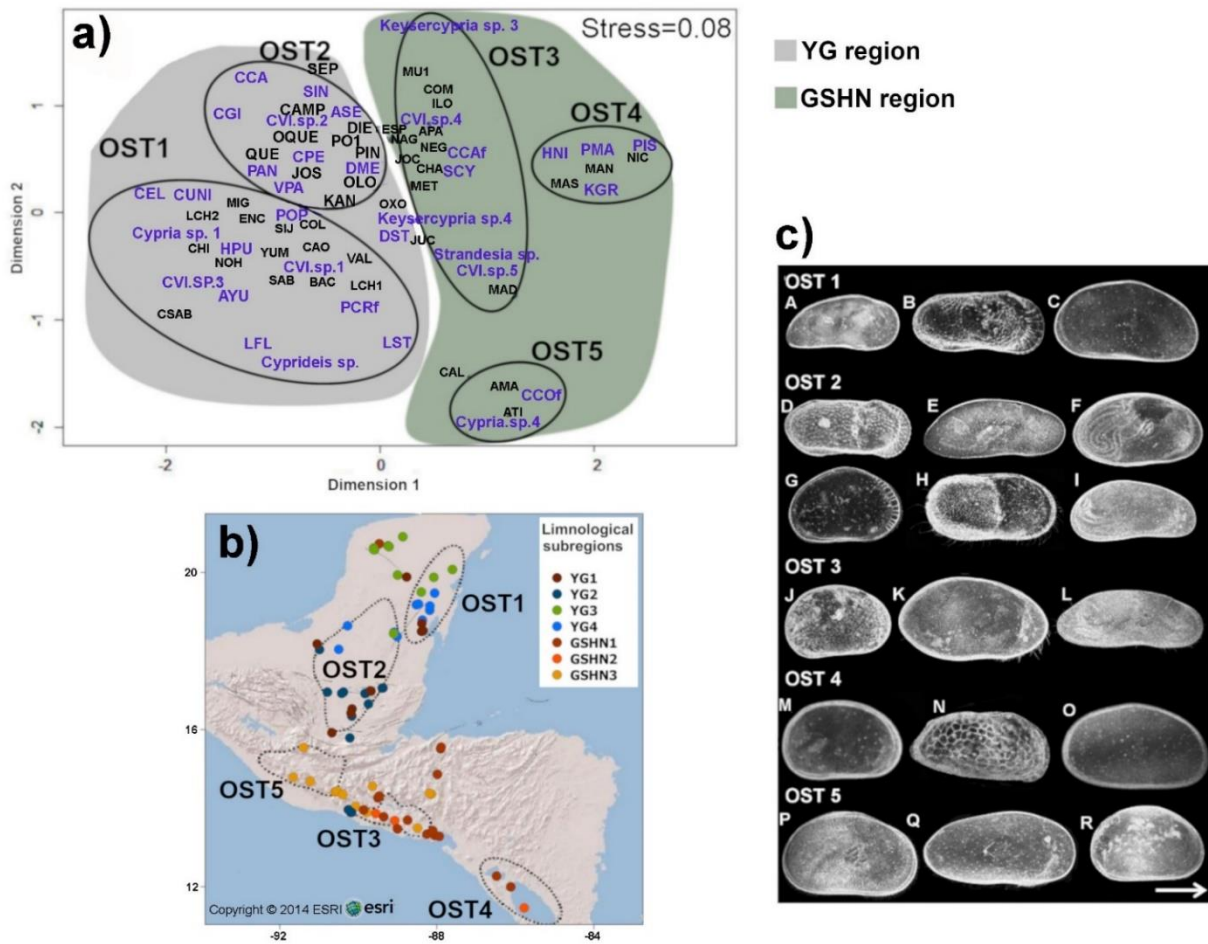 a)
Stress=0.08
Keysercypria sp. 3
OST2
SEP
OST3
YG region
GSHN region
CCA
SIN
MU1
COM
ILO
OST4
CGI
CAMP
ASE
CVI.sp.2
CVI.sp.4
OST1
OQUE
DIE
ESP
APA
PO1
NAG
NEG
CCAf
HNI
PMA
PIS
QUE
CPE
PIN
JOC
CHA
SCY
MAN
NIC
PAN
JOS
DME
MET
MAS
KGR
VPA
OLO
CEL
CUNI
MIG
KAN
OXO
LCH2
ENC
POP
COL
Keysercypria sp.4
SIJ
Cypria sp. 1
DST
JUC
CHI
HPU
CAO
YUM
VAL
Strandesia sp.
NOH
CVI.sp.1
CVI.sp.5
CVI.SP.3
SAB
BAC
LCH1
MAD
AYU
PCRf
CSAB
LFL
LST
OST5
Cyprideis sp.
CAL
AMA
CCOf
ATI
Cypria.sp.4
Dimension 2
1
0
-1
-2
-2
0
2
Dimension 1
b)
Limnological
subregions
YG1
YG2
YG3
YG4
GSHN1
GSHN2
GSHN3
OST1
OST2
OST5
OST3
OST4
20
16
12
Copyright © 2014 ESRI esri
-92
-88
-84
c)
OST 1
A B C
OST 2
D E F
G H I
OST 3
J K L
OST 4
M N O
OST 5
P Q R